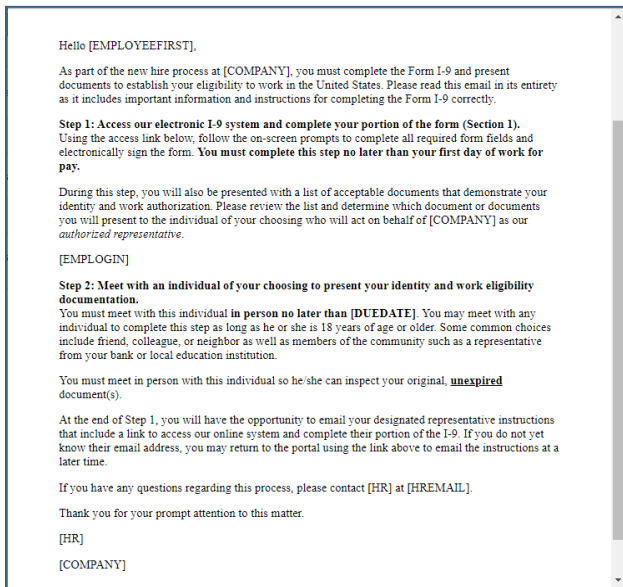 Hello [EMPLOYEEFIRST],
As part of the new hire process at [COMPANY], you must complete the Form I-9 and present
documents to establish your eligibility to work in the United States. Please read this email in its entirety
as it includes important information and instructions for completing the Form I-9 correctly.
Step 1: Access our electronic I-9 system and complete your portion of the form (Section 1).
Using the access link below, follow the on-screen prompts to complete all required form fields and
electronically sign the form. You must complete this step no later than your first day of work for
pay.
During this step, you will also be presented with a list of acceptable documents that demonstrate your
identity and work authorization. Please review the list and determine which document or documents
you will present to the individual of your choosing who will act on behalf of [COMPANY] as our
authorized representative.
[EMPLOGIN]
Step 2: Meet with an individual of your choosing to present your identity and work eligibility
documentation.
You must meet with this individual in person no later than [DUEDATE]. You may meet with any
individual to complete this step as long as he or she is 18 years of age or older. Some common choices
include friend, colleague, or neighbor as well as members of the community such as a representative
from your bank or local education institution.
You must meet in person with this individual so he/she can inspect your original, unexpired
document(s).
At the end of Step 1, you will have the opportunity to email your designated representative instructions
that include a link to access our online system and complete their portion of the I-9. If you do not yet
know their email address, you may return to the portal using the link above to email the instructions at a
later time.
If you have any questions regarding this process, please contact [HR] at [HREMAIL].
Thank you for your prompt attention to this matter.
[HR]
[COMPANY]